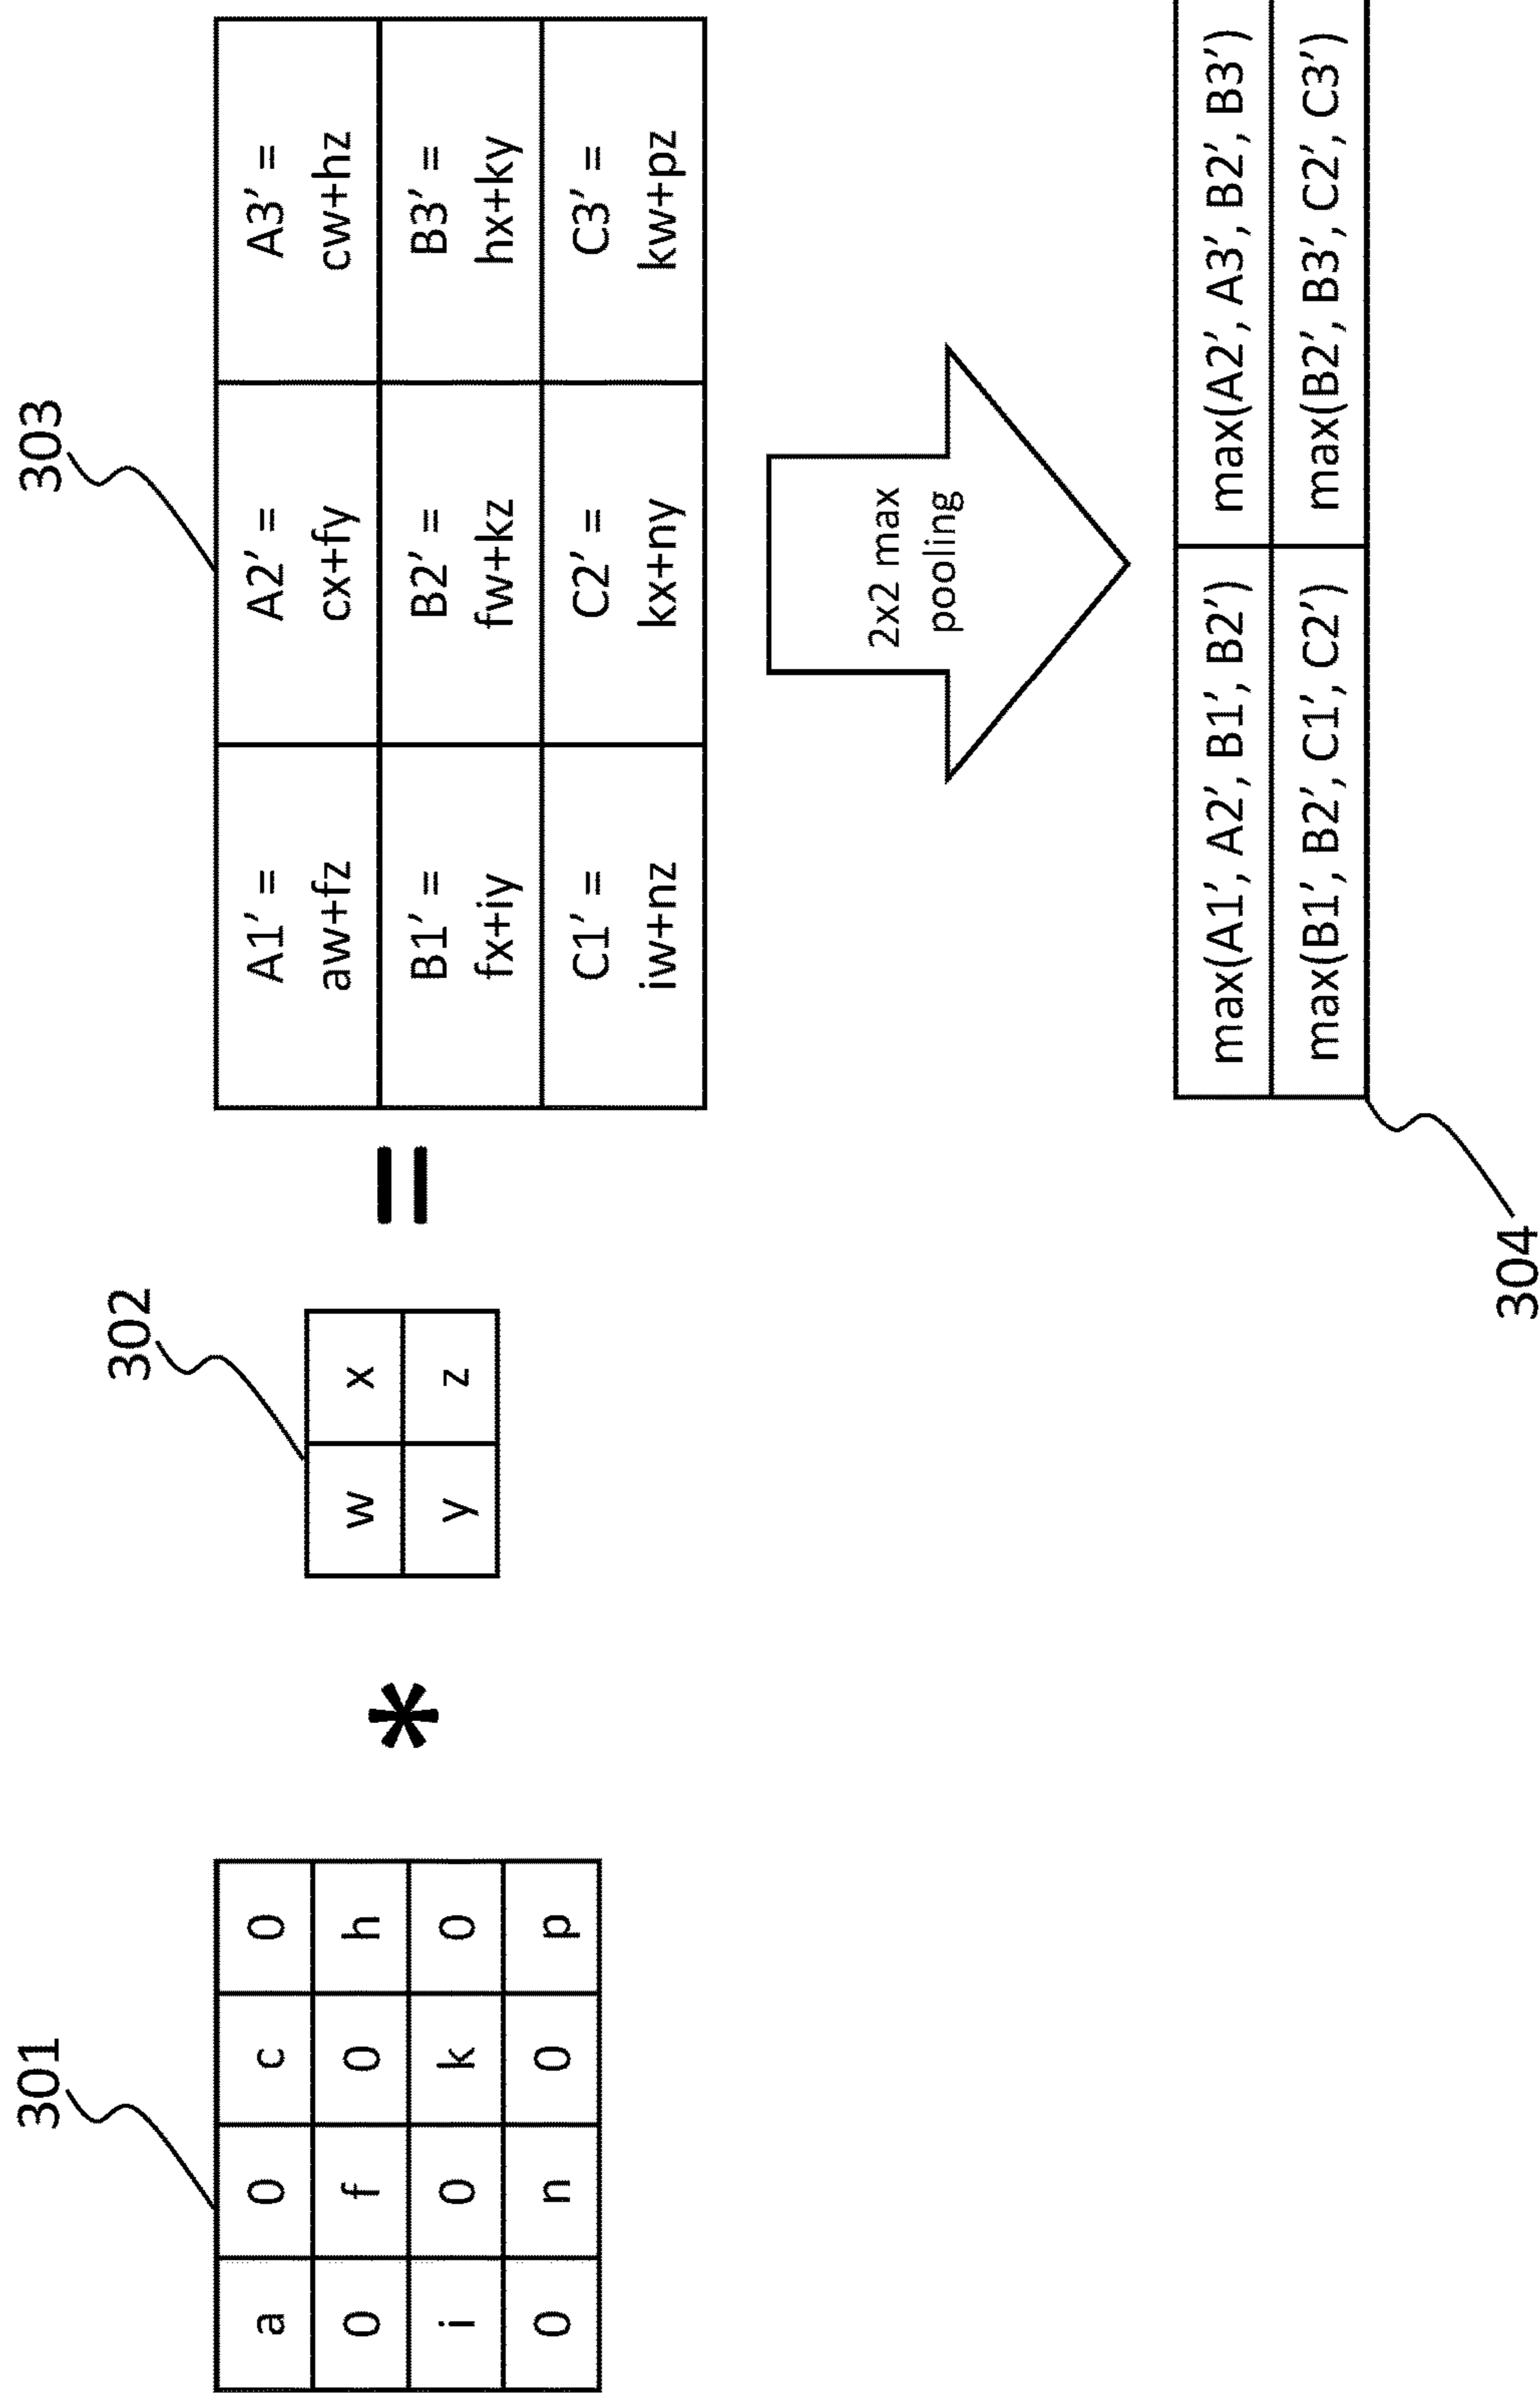 301
302
303
a 0 c 0
0 f 0 h
i 0 k 0
0 n 0 p
*
w x
y z
=
A1′ = A2′ = A3′ =
aw+fz cx+fy cw+hz
B1′ = B2′ = B3′ =
fx+iy fw+kz hx+ky
C1′ = C2′ = C3′ =
iw+nz kx+ny kw+pz
2x2 max
pooling
max(A1′, A2′, B1′, B2′) max(A2′, A3′, B2′, B3′)
max(B1′, B2′, C1′, C2′) max(B2′, B3′, C2′, C3′)
304